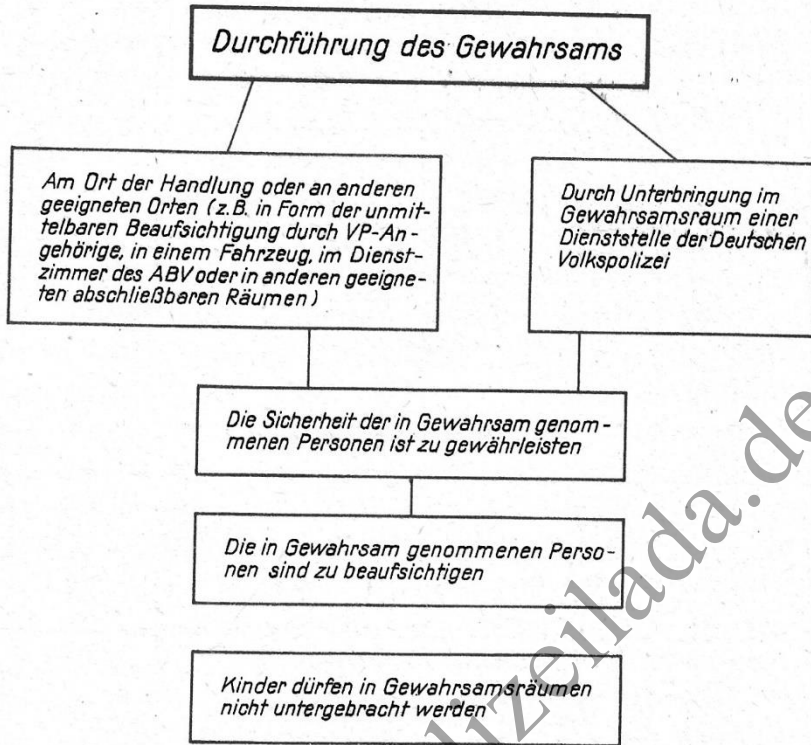 Durchführung des Gewahrsams
Am Ort der Handlung oder an anderen
geeigneten Orten (z.B. in Form der unmit-
telbaren Beaufsichtigung durch VP-An-
gehörige, in einem Fahrzeug, im Dienst-
zimmer des ABV oder in anderen geeigne-
ten abschließbaren Räumen)
Durch Unterbringung im
Gewahrsamsraum einer
Dienststelle der Deutschen
Volkspolizei
Die Sicherheit der in Gewahrsam genom-
menen Personen ist zu gewährleisten
Die in Gewahrsam genommenen Perso-
nen sind zu beaufsichtigen
Kinder dürfen in Gewahrsamsräumen
nicht untergebracht werden
lizeilada.de